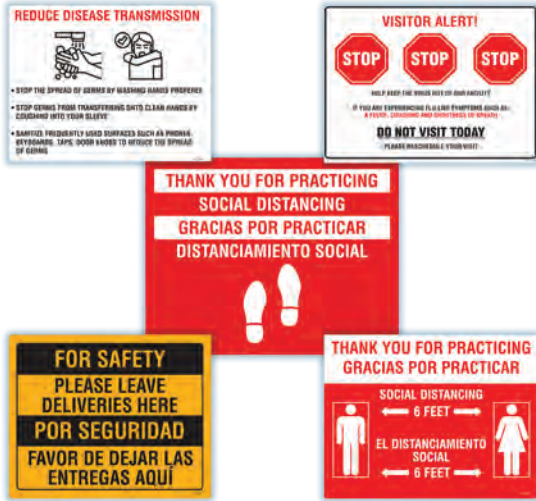 REDUCE DISEASE TRANSMISSION
• STOP THE SPREAD OF GERMS BY WASHING HANDS PROPERLY
• STOP GERMS FROM TRANSFERRING ONTO CLEAN HANDS BY
COUGHING INTO YOUR SLEEVE
• SANITIZE FREQUENTLY USED SURFACES SUCH AS PHONES
KEYBOARDS, TAPS, DOOR KNOBS TO REDUCE THE SPREAD
OF GERMS
VISITOR ALERT!
STOP
STOP
STOP
HELP KEEP THE VIRUS OUT OF OUR FACILITY
IF YOU ARE EXPERIENCING FLU LIKE SYMPTOMS SUCH AS:
A FEVER, COUGHING AND SHORTNESS OF BREATH
DO NOT VISIT TODAY
PLEASE RESCHEDULE YOUR VISIT
THANK YOU FOR PRACTICING
SOCIAL DISTANCING
GRACIAS POR PRACTICAR
DISTANCIAMIENTO SOCIAL
FOR SAFETY
PLEASE LEAVE
DELIVERIES HERE
POR SEGURIDAD
FAVOR DE DEJAR LAS
ENTREGAS AQUÍ
THANK YOU FOR PRACTICING
GRACIAS POR PRACTICAR
SOCIAL DISTANCING
6 FEET
EL DISTANCIAMIENTO
SOCIAL
6 FEET